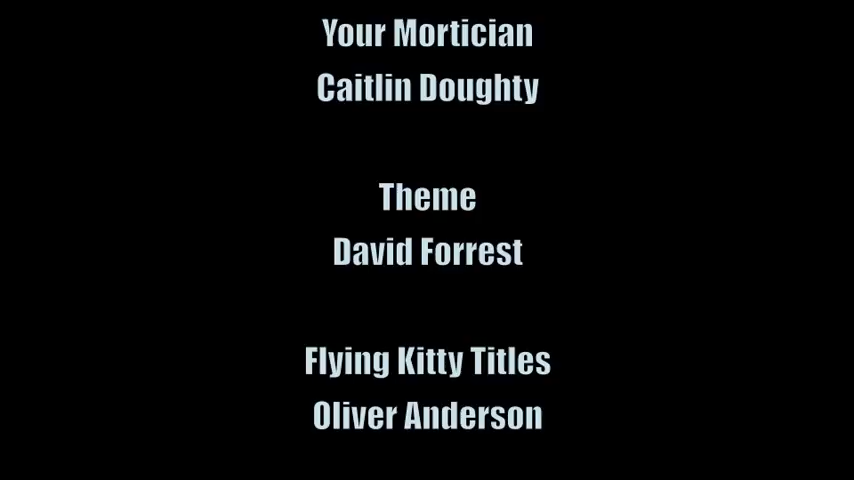 Your Mortician
Caitlin Doughty
Theme
David Forrest
Flying Kitty Titles
Oliver Anderson